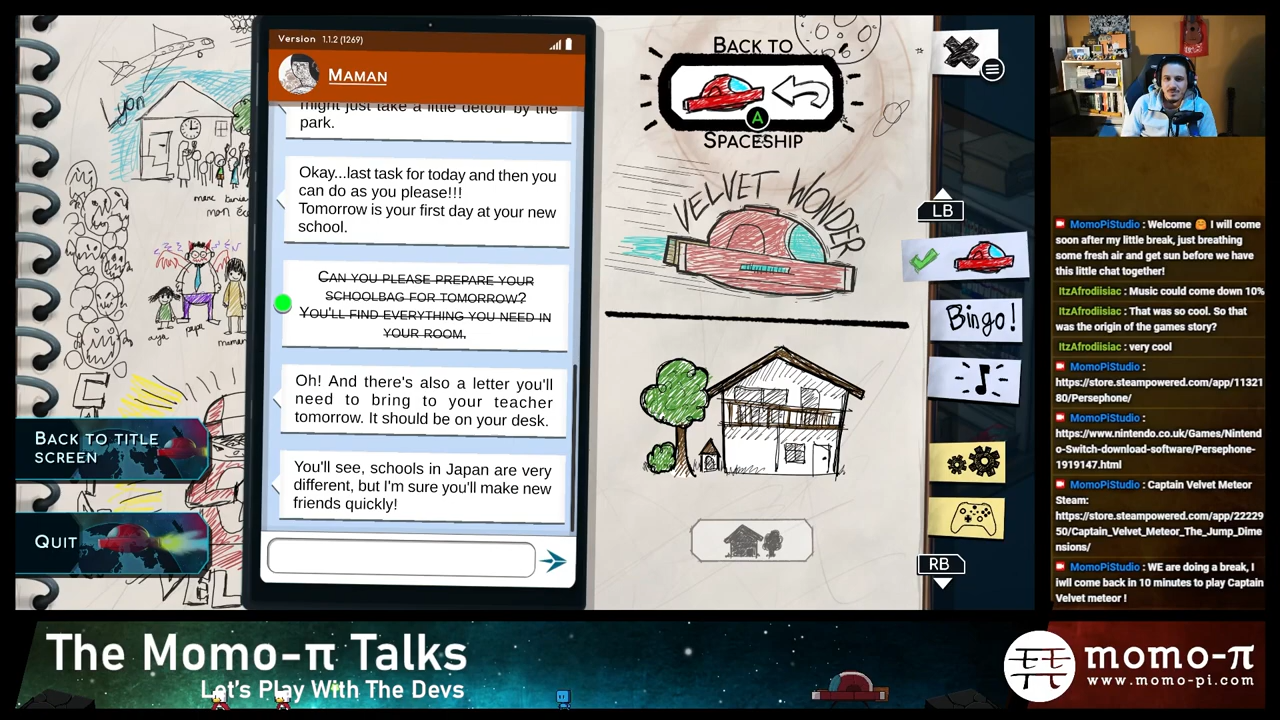 Version 1.1.2 (1269)
MAMAN
might just take a little detour by the
park.
Okay...last task for today and then you
can do as you please!!!
Tomorrow is your first day at your new
school.
CAN YOU PLEASE PREPARE YOUR
SCHOOLBAG FOR TOMORROW?
YOU'LL FIND EVERYTHING YOU NEED IN
YOUR ROOM.
Oh! And there's also a letter you'll
need to bring to your teacher
tomorrow. It should be on your desk.
You'll see, schools in Japan are very
different, but I'm sure you'll make new
friends quickly!
Lyon
aya
papa
maman
BACK TO TITLE
SCREEN
QUIT
BACK TO
A
SPACESHIP
VELVET WONDER
LB
Bingo!
RB
MomoPiStudio : Welcome I will come
soon after my little break, just breathing
some fresh air and get sun before we have
this little chat together!
ItzAfrodiisiac : Music could come down 10%
ItzAfrodiisiac : That was so cool. So that
was the origin of the games story?
ItzAfrodiisiac : very cool
MomoPiStudio :
https://store.steampowered.com/app/11321
80/Persephone/
MomoPiStudio :
https://www.nintendo.co.uk/Games/Nintend
o-Switch-download-software/Persephone-
1919147.html
MomoPiStudio : Captain Velvet Meteor
Steam:
https://store.steampowered.com/app/22229
50/Captain_Velvet_Meteor_The_Jump_Dime
nsions/
MomoPiStudio : WE are doing a break, I
iwll come back in 10 minutes to play Captain
Velvet meteor !
The Momo-π Talks
Let's Play With The Devs
momo-π
www.momo-pi.com